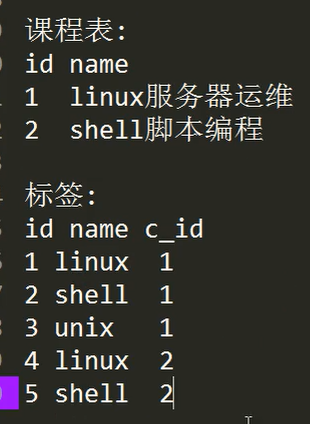 课程表:
id name
1  linux服务器运维
2  shell脚本编程
标签:
id name c_id
1 linux  1
2 shell  1
3 unix   1
4 linux  2
5 shell  2